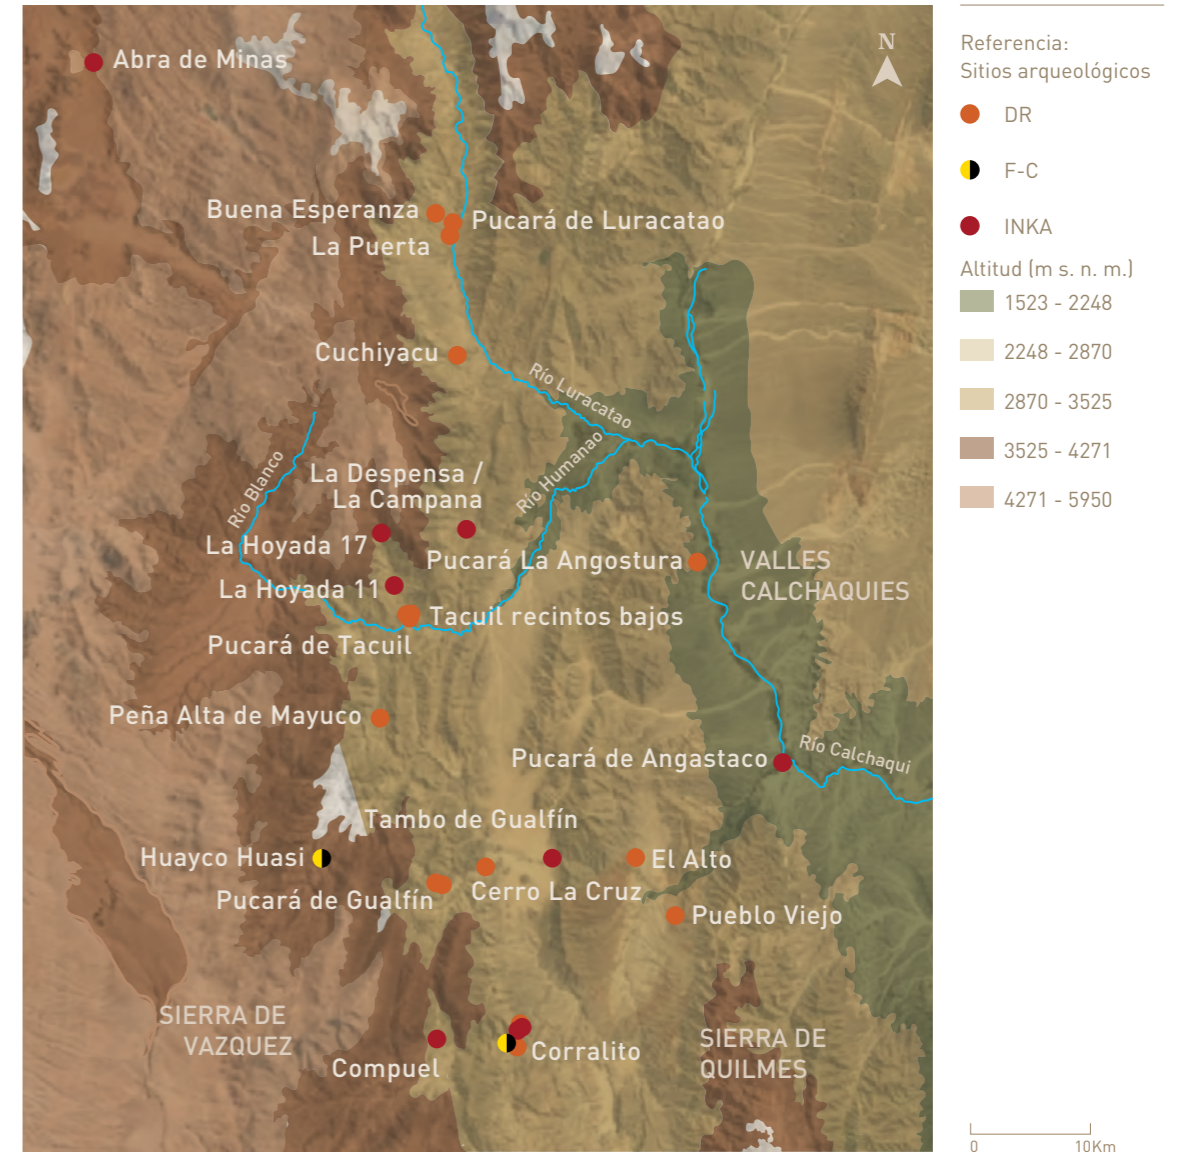 Abra de Minas
N
Buena Esperanza
Pucará de Luracatao
La Puerta
Cuchiyacu
Río Luracatao
Río Blanco
Río Humanao
La Despensa /
La Campana
La Hoyada 17
Pucará La Angostura
VALLES
CALCHAQUIES
La Hoyada 11
Tacuil recintos bajos
Pucará de Tacuil
Peña Alta de Mayuco
Pucará de Angastaco
Río Calchaqui
Tambo de Gualfín
Huayco Huasi
El Alto
Pucará de Gualfín
Cerro La Cruz
Pueblo Viejo
SIERRA DE
VAZQUEZ
Compuel
Corralito
SIERRA DE
QUILMES
Referencia:
Sitios arqueológicos
DR
F-C
INKA
Altitud (m s. n. m.)
1523 - 2248
2248 - 2870
2870 - 3525
3525 - 4271
4271 - 5950
0 10Km